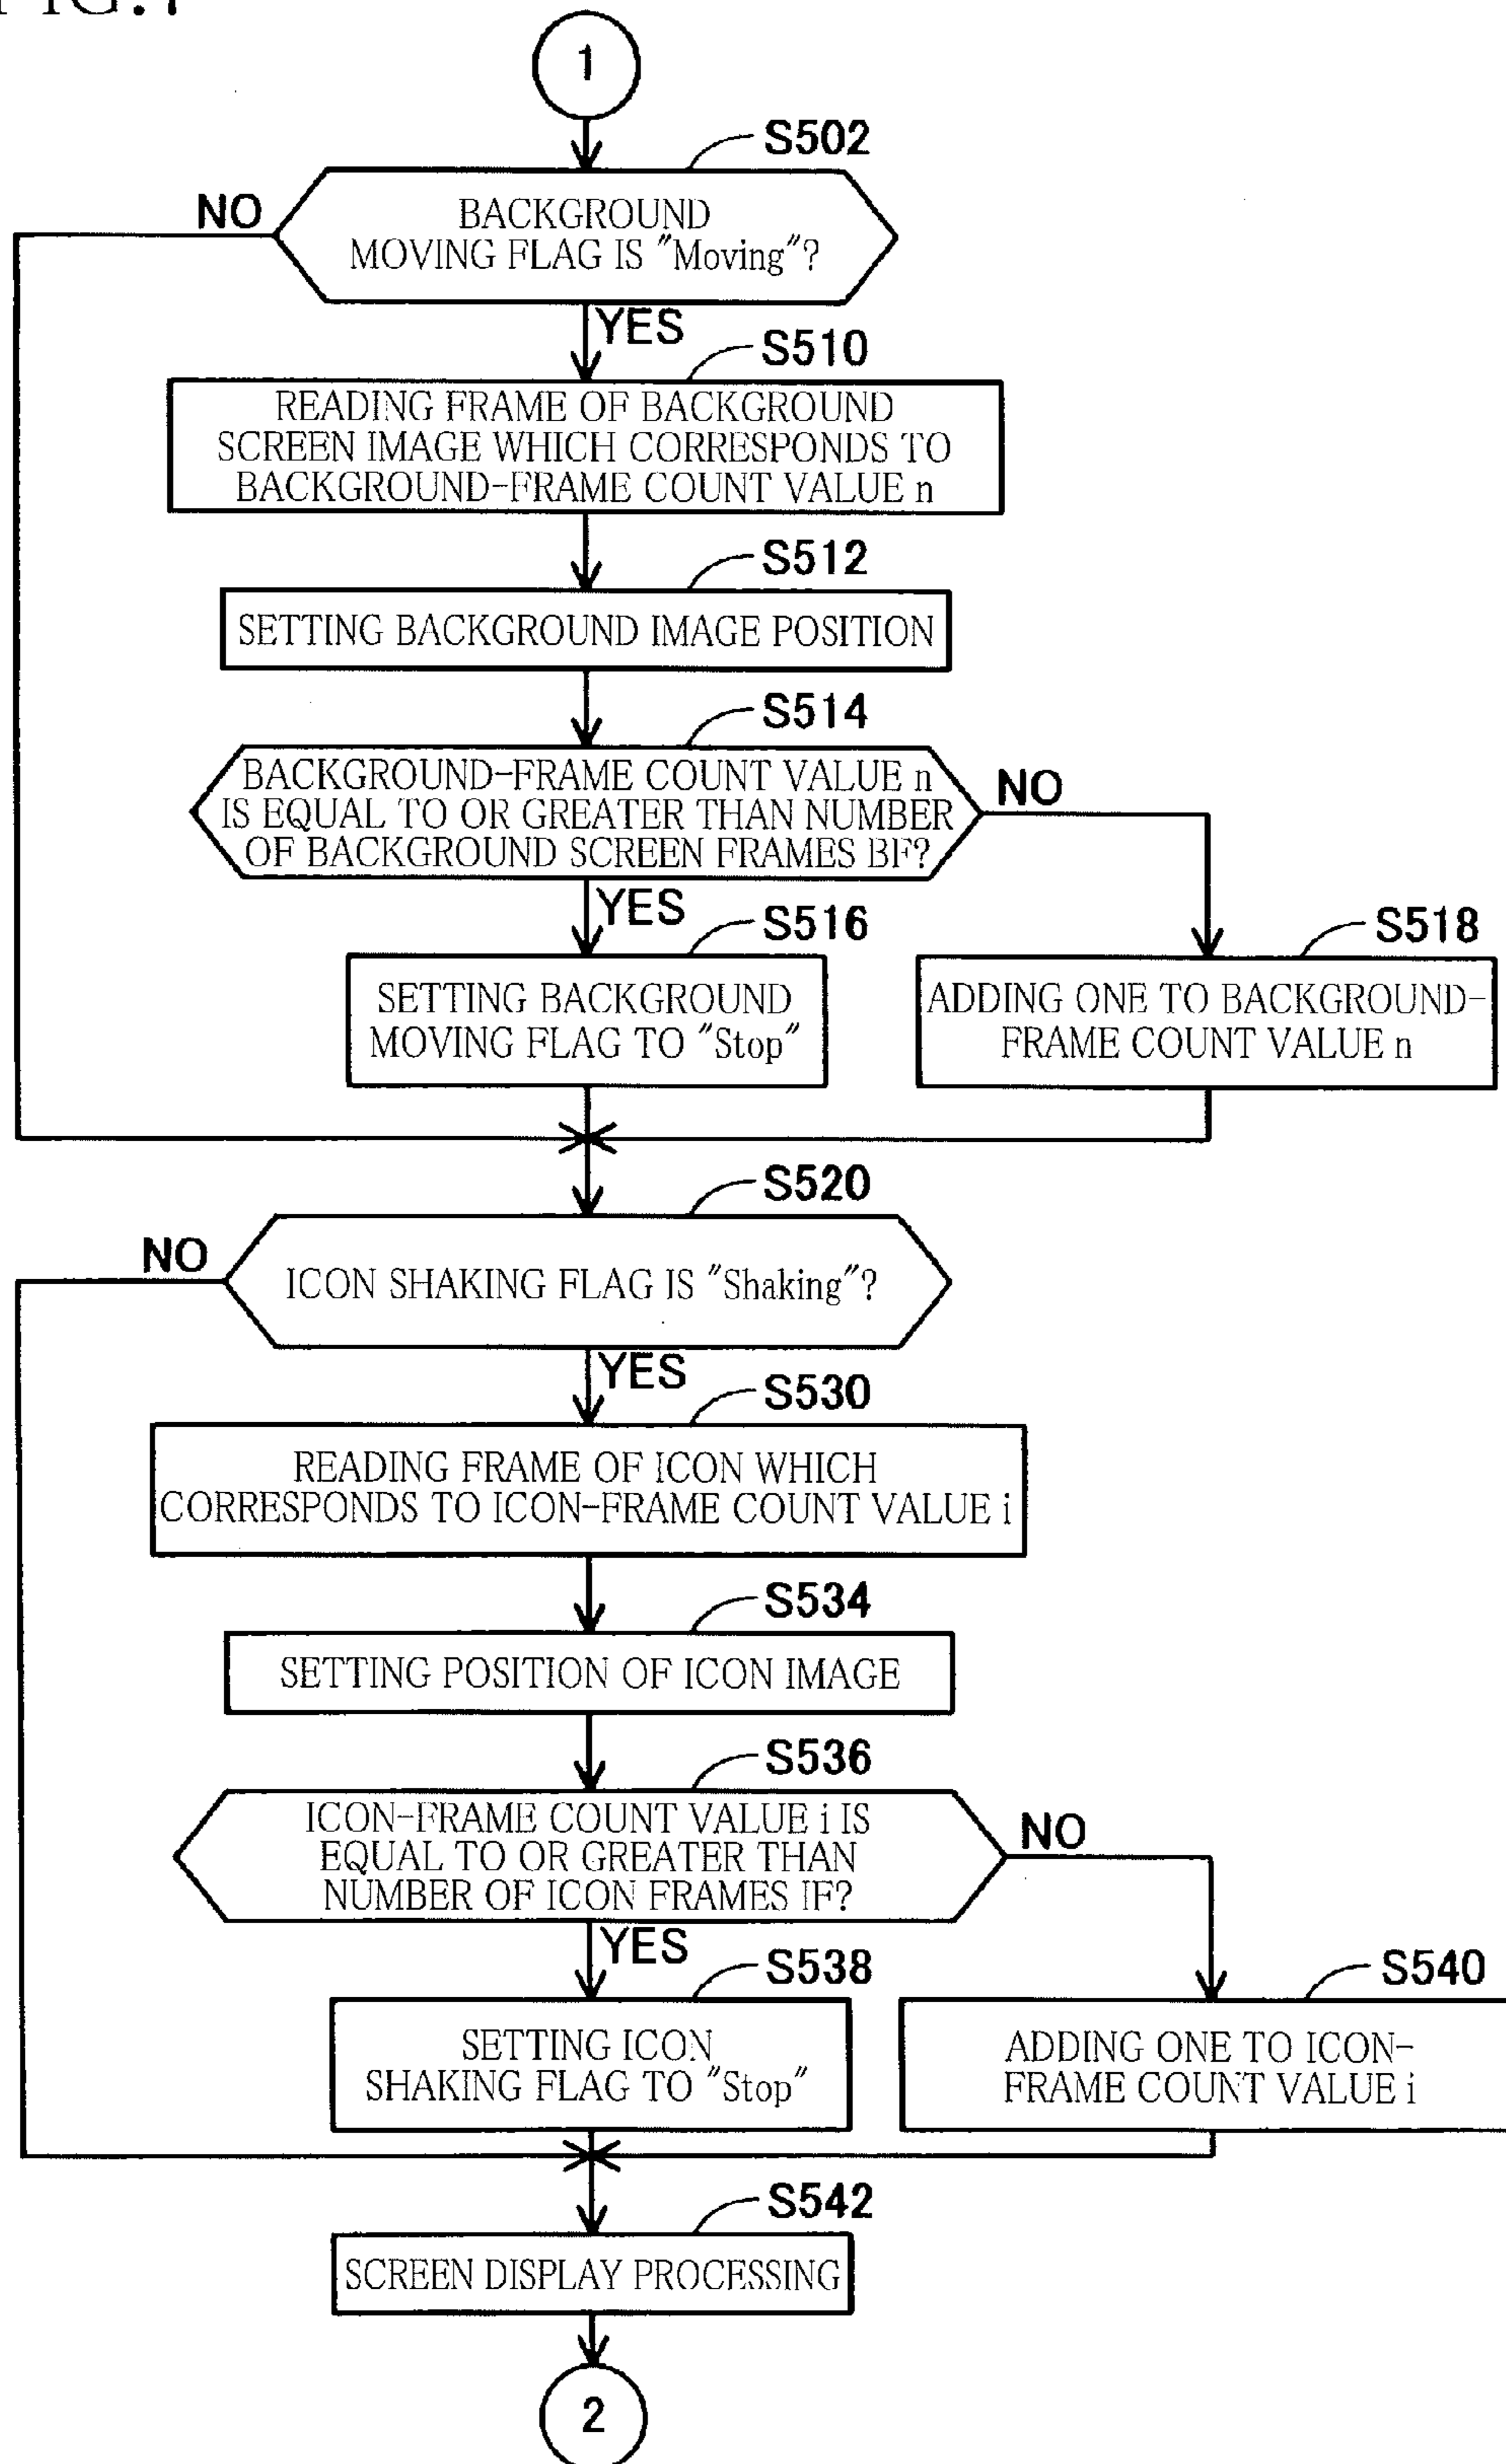 FIG.7
1
S502
NO
BACKGROUND
MOVING FLAG IS "Moving"?
YES
S510
READING FRAME OF BACKGROUND
SCREEN IMAGE WHICH CORRESPONDS TO
BACKGROUND-FRAME COUNT VALUE n
S512
SETTING BACKGROUND IMAGE POSITION
S514
BACKGROUND-FRAME COUNT VALUE n
IS EQUAL TO OR GREATER THAN NUMBER
OF BACKGROUND SCREEN FRAMES BF?
NO
YES
S516
SETTING BACKGROUND
MOVING FLAG TO "Stop"
S518
ADDING ONE TO BACKGROUND-
FRAME COUNT VALUE n
S520
NO
ICON SHAKING FLAG IS "Shaking"?
YES
S530
READING FRAME OF ICON WHICH
CORRESPONDS TO ICON-FRAME COUNT VALUE i
S534
SETTING POSITION OF ICON IMAGE
S536
ICON-FRAME COUNT VALUE i IS
EQUAL TO OR GREATER THAN
NUMBER OF ICON FRAMES IF?
NO
YES
S538
SETTING ICON
SHAKING FLAG TO "Stop"
S540
ADDING ONE TO ICON-
FRAME COUNT VALUE i
S542
SCREEN DISPLAY PROCESSING
2